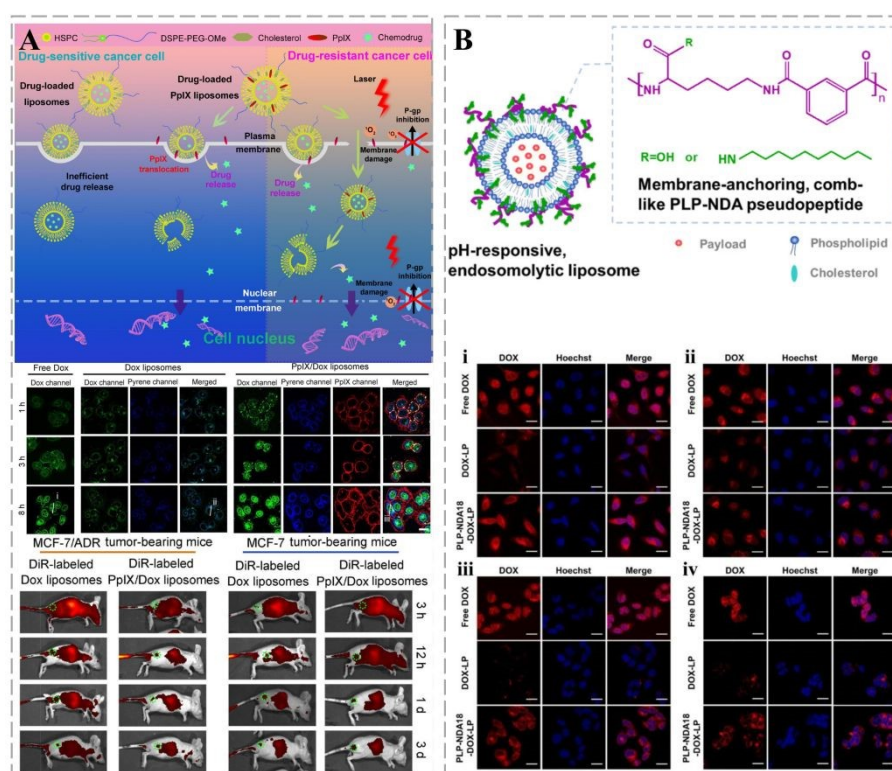 A
HSPC
DSPE-PEG-OMe
Cholesterol
PpIX
Chemodrug
Drug-sensitive cancer cell
Drug-resistant cancer cell
Drug-loaded
liposomes
Drug-loaded
PpIX liposomes
Laser
P-gp
inhibition
Plasma
membrane
¹O₂
Membrane
damage
PpIX
translocation
Drug
release
Drug
release
Inefficient
drug release
P-gp
inhibition
Membrane
damage
¹O₂
Nuclear
membrane
Cell nucleus
Free Dox
Dox liposomes
PpIX/Dox liposomes
Dox channel
Dox channel
Pyrene channel
Merged
Dox channel
Pyrene channel
PpIX channel
Merged
1 h
3 h
8 h
i
ii
iii
MCF-7/ADR tumor-bearing mice
MCF-7 tumor-bearing mice
DiR-labeled
Dox liposomes
DiR-labeled
PpIX/Dox liposomes
DiR-labeled
Dox liposomes
DiR-labeled
PpIX/Dox liposomes
3 h
12 h
1 d
3 d
B
O
R
NH
NH
O
O
n
R=OH or HN
Membrane-anchoring, comb-
like PLP-NDA pseudopeptide
pH-responsive,
endosomolytic liposome
Payload
Phospholipid
Cholesterol
i
DOX
Hoechst
Merge
Free DOX
DOX-LP
PLP-NDA18
-DOX-LP
ii
DOX
Hoechst
Merge
Free DOX
DOX-LP
PLP-NDA18
-DOX-LP
iii
DOX
Hoechst
Merge
Free DOX
DOX-LP
PLP-NDA18
-DOX-LP
iv
DOX
Hoechst
Merge
Free DOX
DOX-LP
PLP-NDA18
-DOX-LP